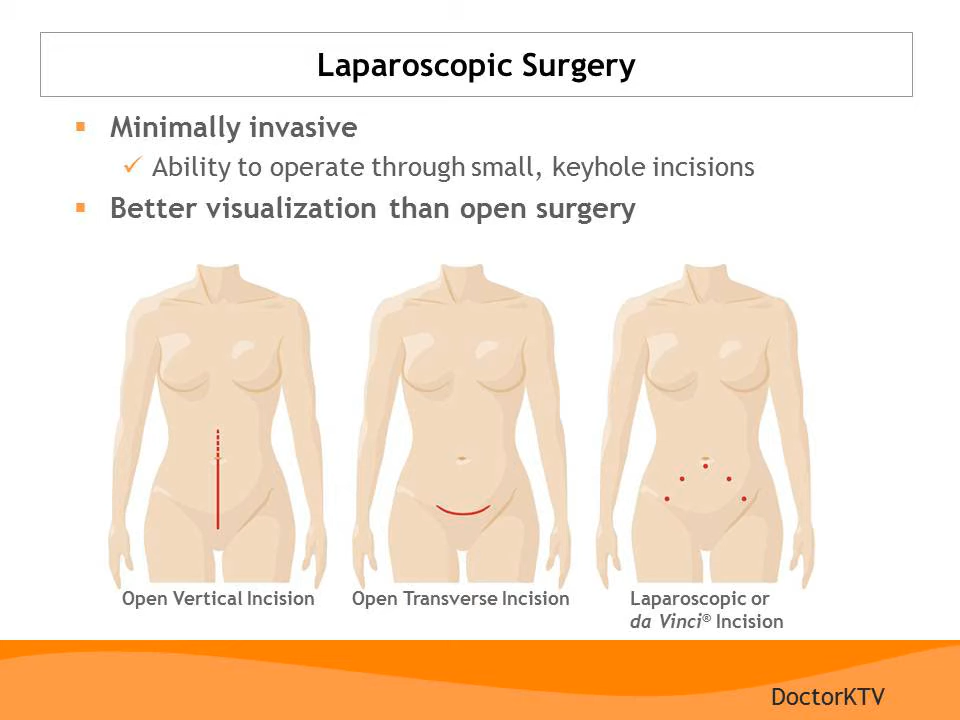 Laparoscopic Surgery
Minimally invasive
Ability to operate through small, keyhole incisions
Better visualization than open surgery
Open Vertical Incision
Open Transverse Incision
Laparoscopic or
da Vinci® Incision
DoctorKTV